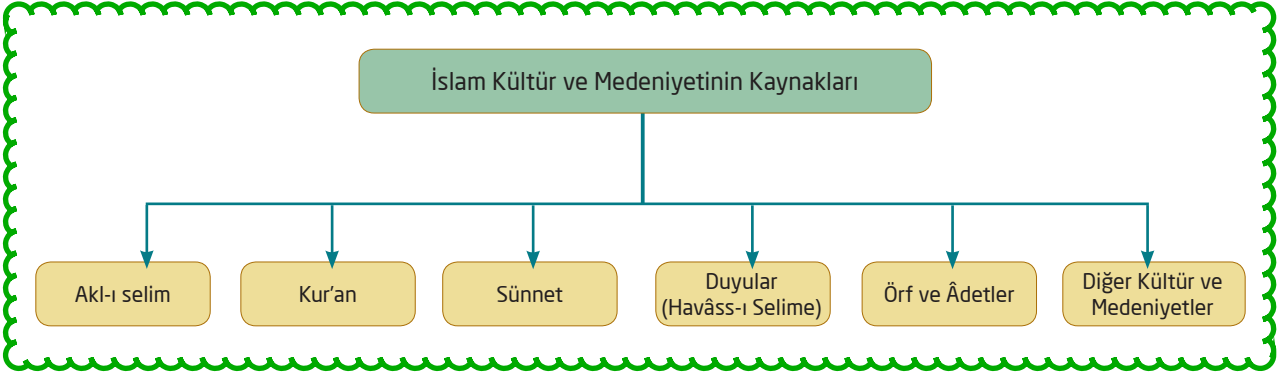 İslam Kültür ve Medeniyetinin Kaynakları
Akl-ı selim
Kur'an
Sünnet
Duyular
(Havâss-ı Selime)
Örf ve Âdetler
Diğer Kültür ve
Medeniyetler